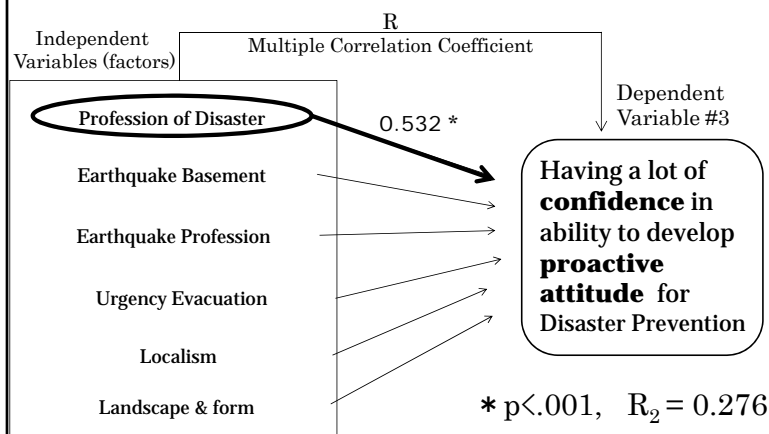 R
Multiple Correlation Coefficient
Independent
Variables (factors)
Dependent
Variable #3
Profession of Disaster
0.532 *
Earthquake Basement
Earthquake Profession
Urgency Evacuation
Localism
Landscape & form
Having a lot of
confidence in
ability to develop
proactive
attitude for
Disaster Prevention
* p<.001, R₂ = 0.276